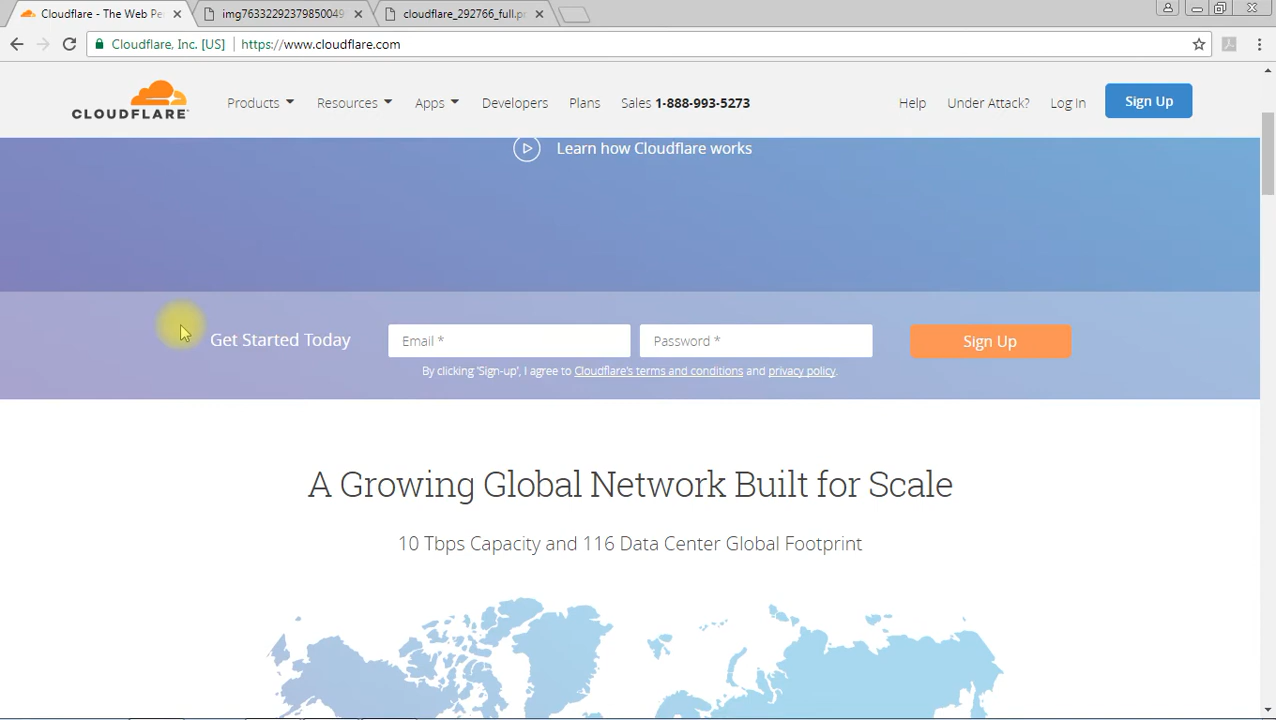 Cloudflare - The Web Pe
img76332292379850049
cloudflare_292766_full.p
Cloudflare, Inc. [US] https://www.cloudflare.com
CLOUDFLARE
Products Resources Apps Developers Plans Sales 1-888-993-5273 Help Under Attack? Log In Sign Up
Learn how Cloudflare works
Get Started Today Email * Password * Sign Up
By clicking 'Sign-up', I agree to Cloudflare's terms and conditions and privacy policy.
A Growing Global Network Built for Scale
10 Tbps Capacity and 116 Data Center Global Footprint